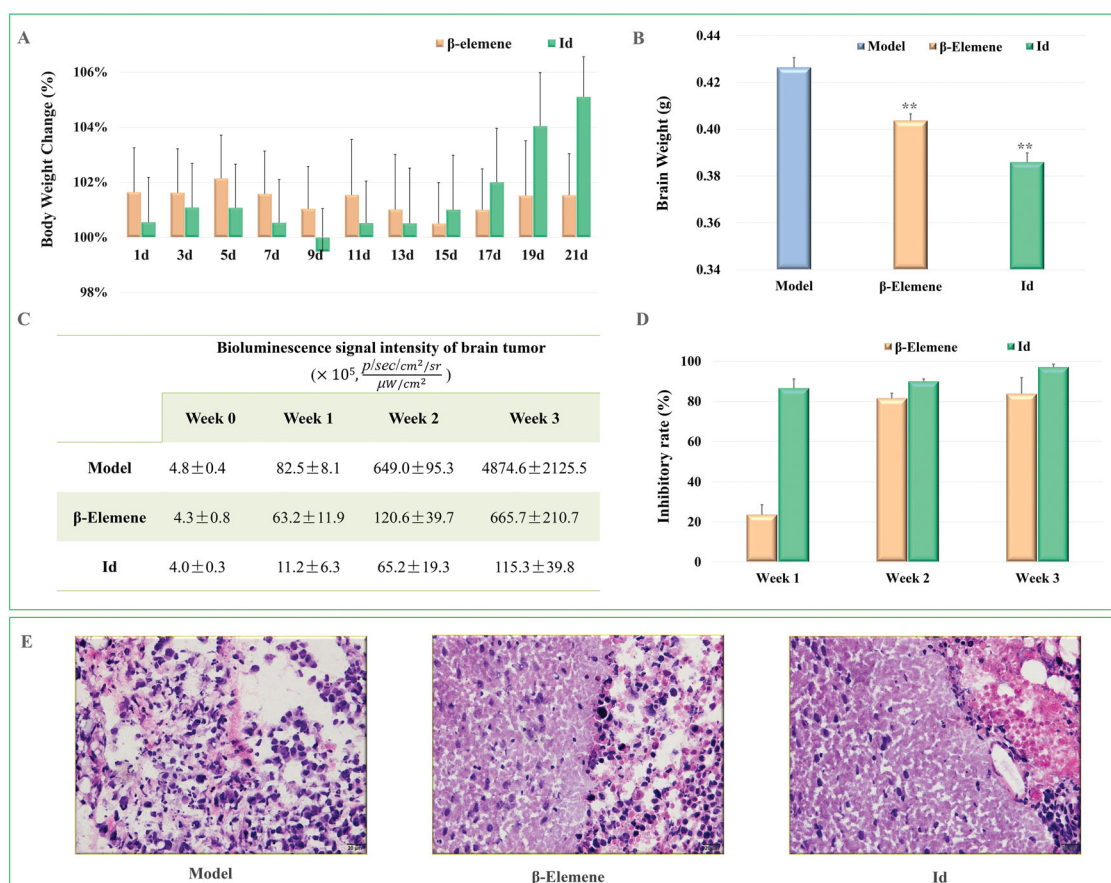 A
β-elemene Id
Body Weight Change (%)
106%
104%
102%
100%
98%
1d 3d 5d 7d 9d 11d 13d 15d 17d 19d 21d
B
Model β-Elemene Id
Brain Weight (g)
0.44
0.42
0.40
0.38
0.36
0.34
**
**
Model β-Elemene Id
C
Bioluminescence signal intensity of brain tumor
(× 10⁵, p/sec/cm²/sr
μW/cm² )
Week 0 Week 1 Week 2 Week 3
Model 4.8±0.4 82.5±8.1 649.0±95.3 4874.6±2125.5
β-Elemene 4.3±0.8 63.2±11.9 120.6±39.7 665.7±210.7
Id 4.0±0.3 11.2±6.3 65.2±19.3 115.3±39.8
D
β-Elemene Id
Inhibitory rate (%)
100
80
60
40
20
0
Week 1 Week 2 Week 3
E
Model β-Elemene Id